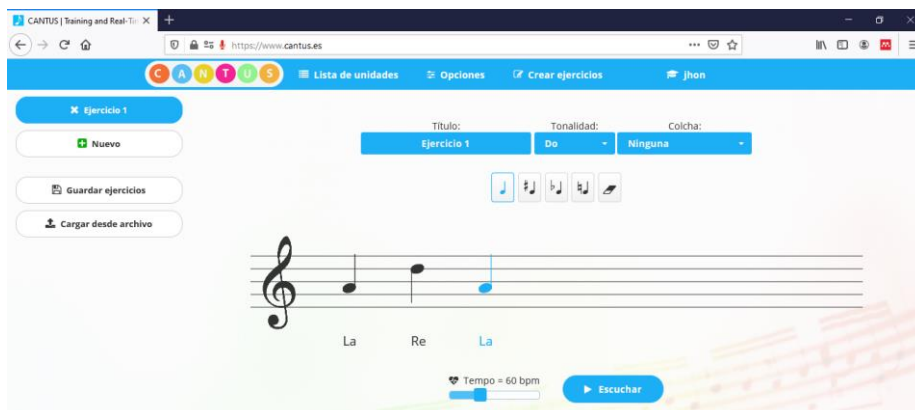 CANTUS | Training and Real-Ti
https://www.cantus.es
CANTUS
Lista de unidades
Opciones
Crear ejercicios
jhon
Ejercicio 1
Nuevo
Guardar ejercicios
Cargar desde archivo
Título:
Tonalidad:
Colcha:
Ejercicio 1
Do
Ninguna
La Re La
Tempo = 60 bpm
Escuchar